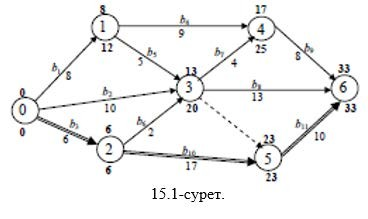 8 17
1 b₄ 4
9
12 25
b₁ b₅ b₇ b₉
8 5 4 8
13 33
0 b₂ 3 b₈ 6
0 10 20 13 33
0
b₃ b₆ b₁₁
6 6 2 23 10
2 b₁₀ 5
17
6 23
15.1-сурет.